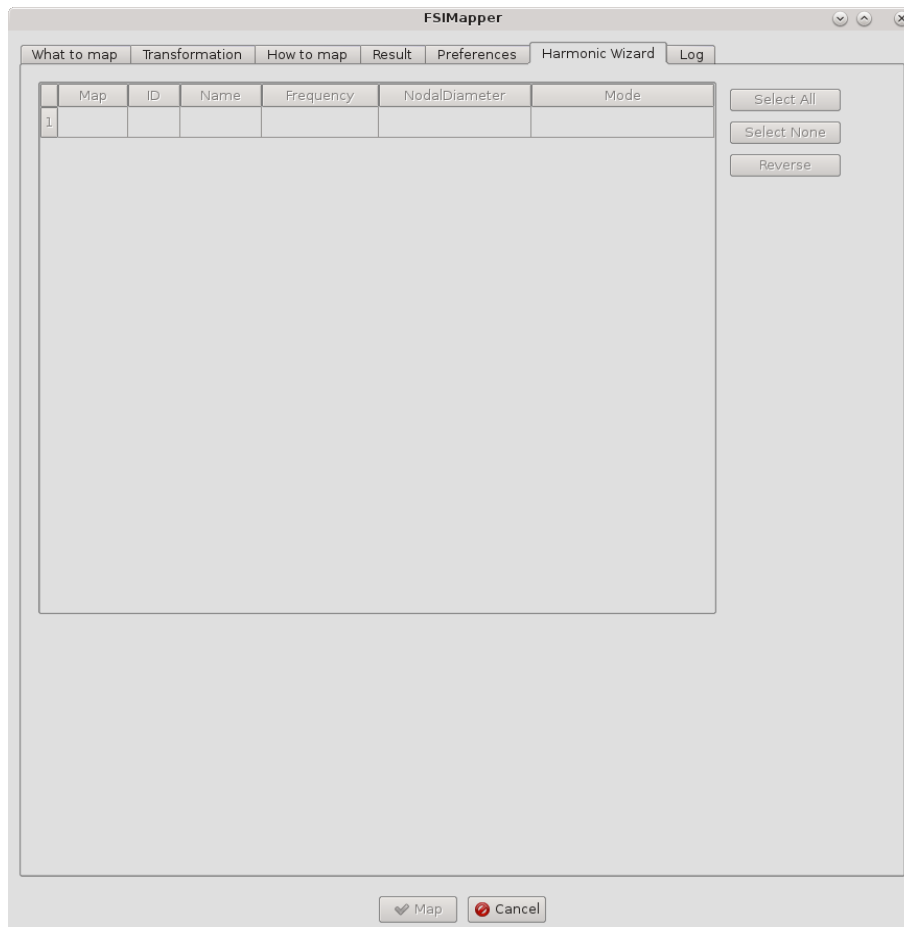 FSIMapper
What to map Transformation How to map Result Preferences Harmonic Wizard Log
Map ID Name Frequency NodalDiameter Mode
1
Select All
Select None
Reverse
Map Cancel